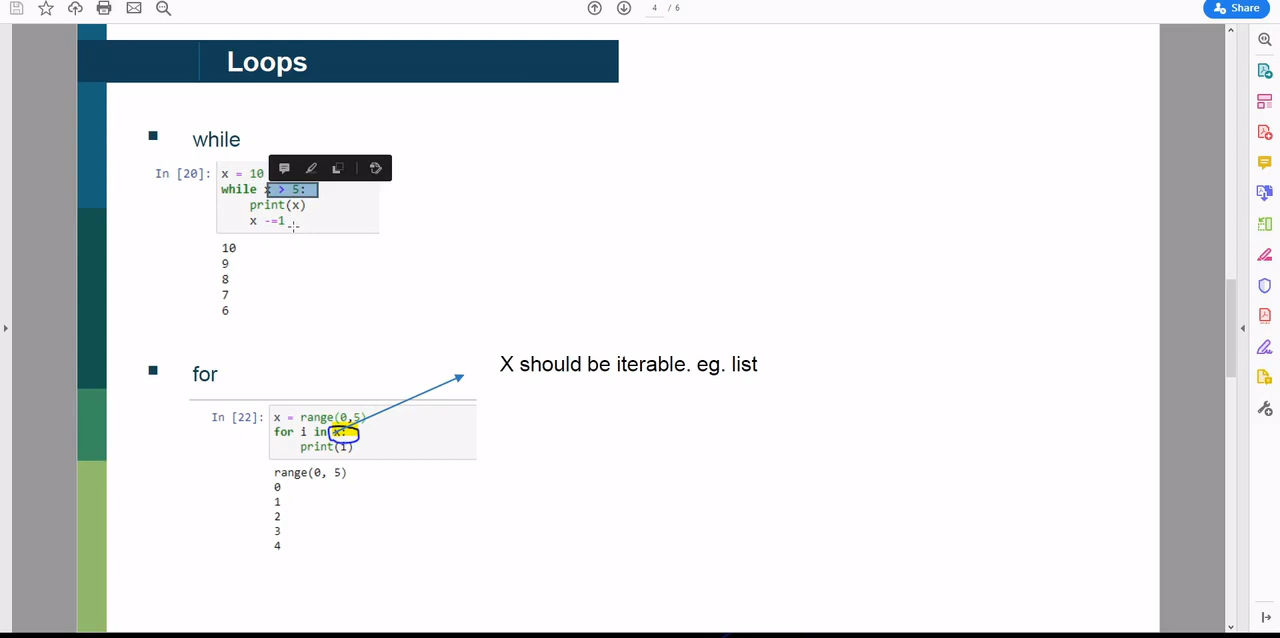 4 / 6
Share
Loops
while
In [20]: x = 10
while x > 5:
print(x)
x -=1
10
9
8
7
6
for
X should be iterable. eg. list
In [22]: x = range(0,5)
for i in x:
print(i)
range(0, 5)
0
1
2
3
4